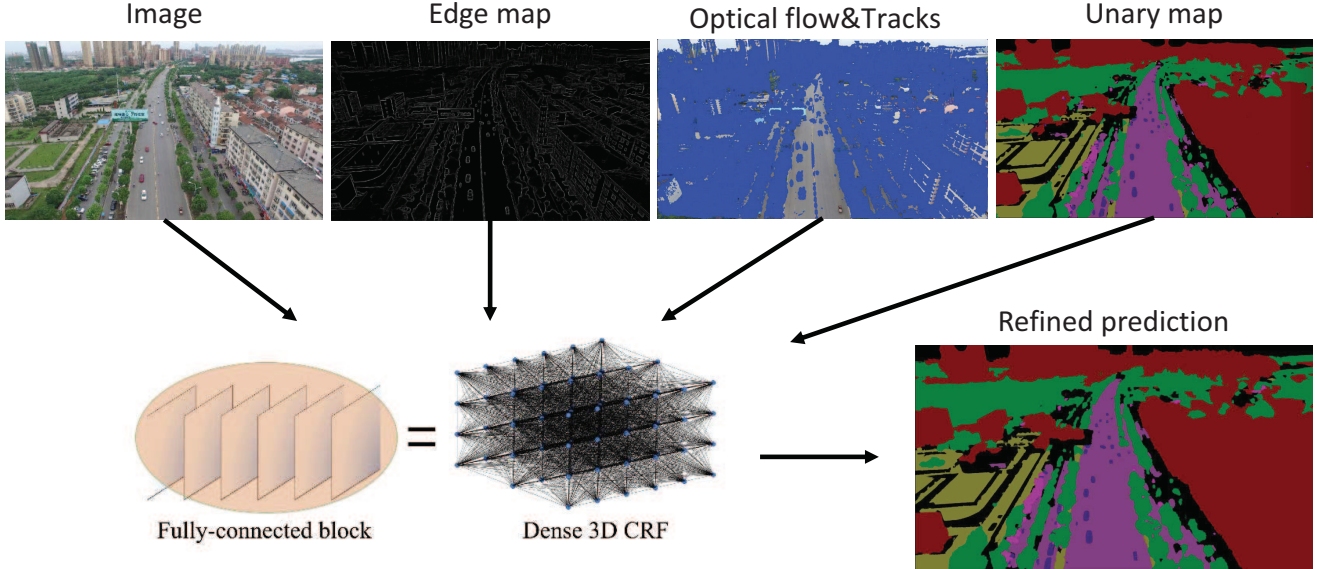 Image
Edge map
Optical flow&Tracks
Unary map
Refined prediction
=
Fully-connected block
Dense 3D CRF